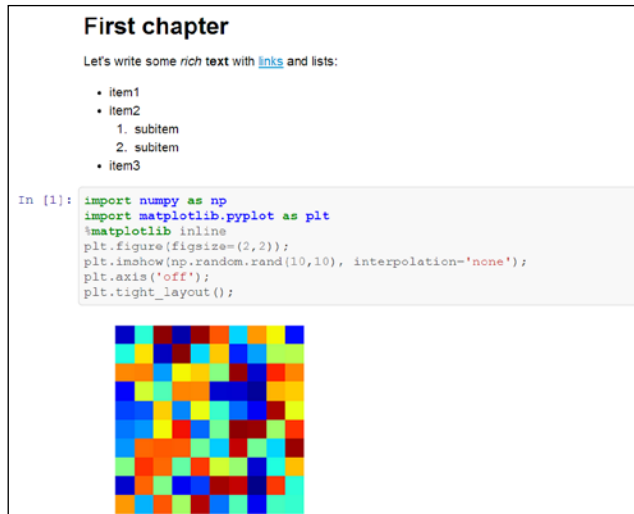 First chapter
Let's write some rich text with links and lists:
• item1
• item2
1. subitem
2. subitem
• item3
In [1]: import numpy as np
import matplotlib.pyplot as plt
%matplotlib inline
plt.figure(figsize=(2,2));
plt.imshow(np.random.rand(10,10), interpolation='none');
plt.axis('off');
plt.tight_layout();